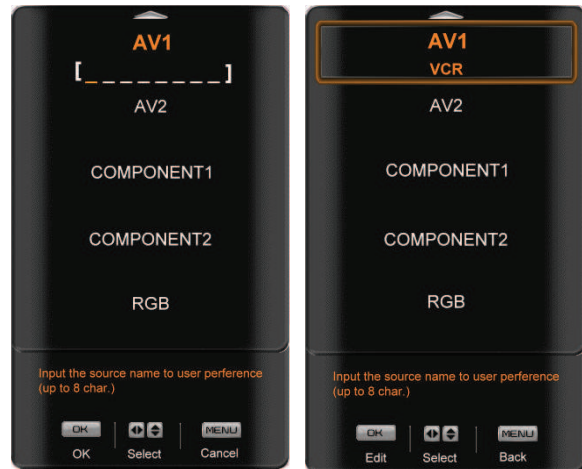 AV1
[_ _ _ _ _ _ _ _]
AV2
COMPONENT1
COMPONENT2
RGB
Input the source name to user perference
(up to 8 char.)
OK MENU
OK Select Cancel
AV1
VCR
AV2
COMPONENT1
COMPONENT2
RGB
Input the source name to user perference
(up to 8 char.)
OK MENU
Edit Select Back